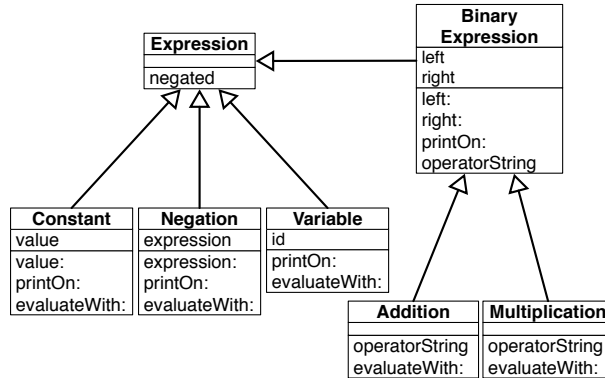 Expression
negated
Binary
Expression
left
right
left:
right:
printOn:
operatorString
Constant
value
value:
printOn:
evaluateWith:
Negation
expression
expression:
printOn:
evaluateWith:
Variable
id
printOn:
evaluateWith:
Addition
operatorString
evaluateWith:
Multiplication
operatorString
evaluateWith: